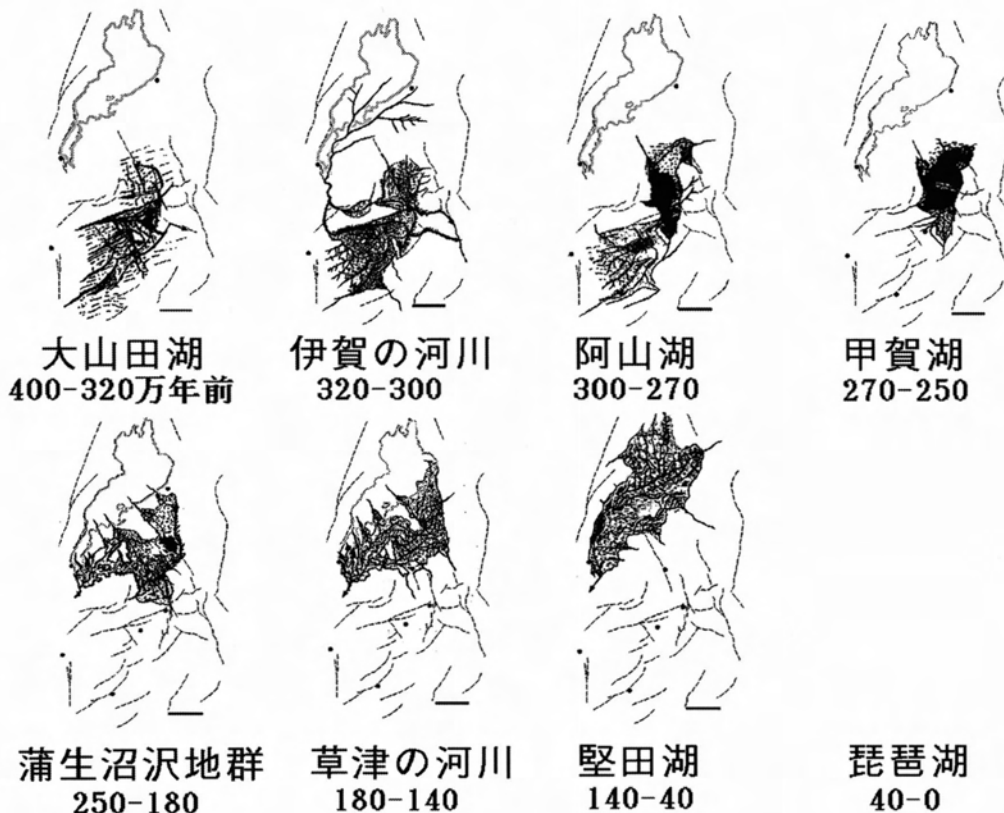 大山田湖
400-320万年前
伊賀の河川
320-300
阿山湖
300-270
甲賀湖
270-250
蒲生沼沢地群
250-180
草津の河川
180-140
堅田湖
140-40
琵琶湖
40-0